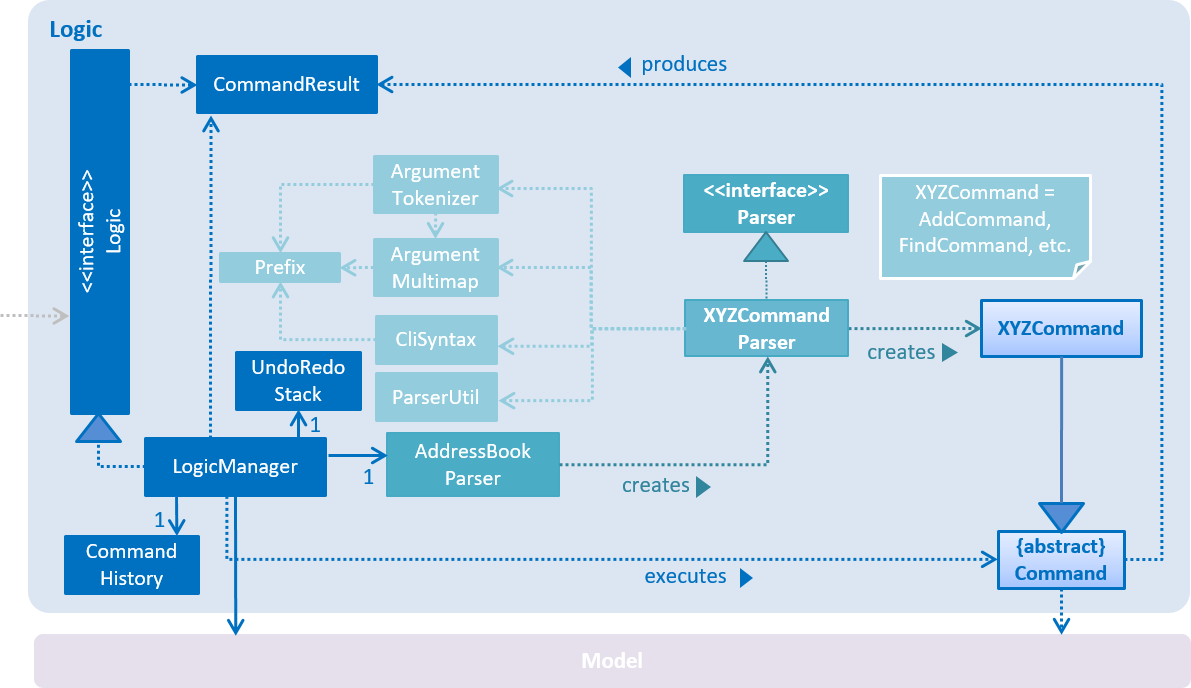 Logic
<<interface>>
Logic
CommandResult
produces
Argument
Tokenizer
<<interface>>
Parser
XYZCommand =
AddCommand,
FindCommand, etc.
Prefix
Argument
Multimap
XYZCommand
Parser
XYZCommand
CliSyntax
creates
UndoRedo
Stack
ParserUtil
1
LogicManager
1
AddressBook
Parser
creates
1
Command
History
executes
{abstract}
Command
Model